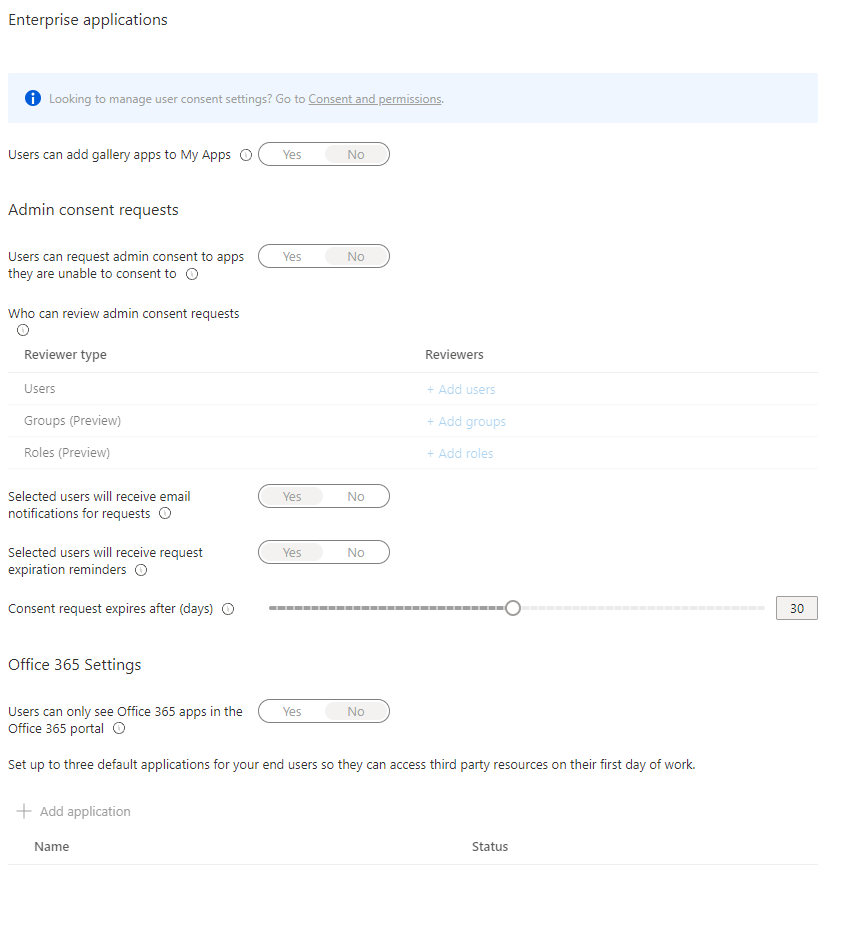 Enterprise applications
Looking to manage user consent settings? Go to Consent and permissions.
Users can add gallery apps to My Apps Yes No
Admin consent requests
Users can request admin consent to apps Yes No
they are unable to consent to
Who can review admin consent requests
Reviewer type Reviewers
Users + Add users
Groups (Preview) + Add groups
Roles (Preview) + Add roles
Selected users will receive email Yes No
notifications for requests
Selected users will receive request Yes No
expiration reminders
Consent request expires after (days) 30
Office 365 Settings
Users can only see Office 365 apps in the Yes No
Office 365 portal
Set up to three default applications for your end users so they can access third party resources on their first day of work.
+ Add application
Name Status